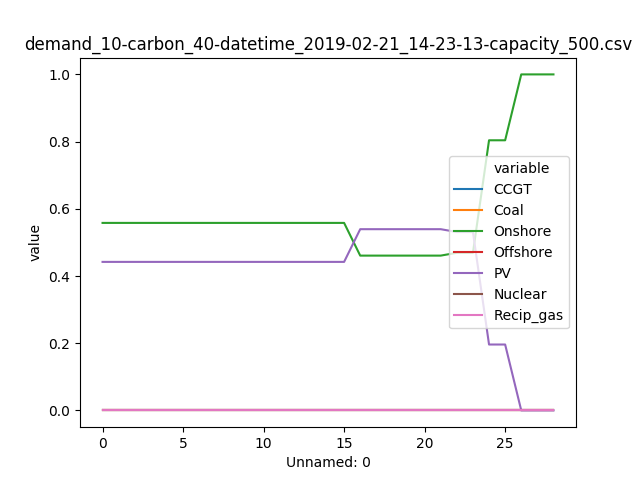 demand_10-carbon_40-datetime_2019-02-21_14-23-13-capacity_500.csv
1.0
0.8
0.6
0.4
0.2
0.0
value
variable
CCGT
Coal
Onshore
Offshore
PV
Nuclear
Recip_gas
0 5 10 15 20 25
Unnamed: 0